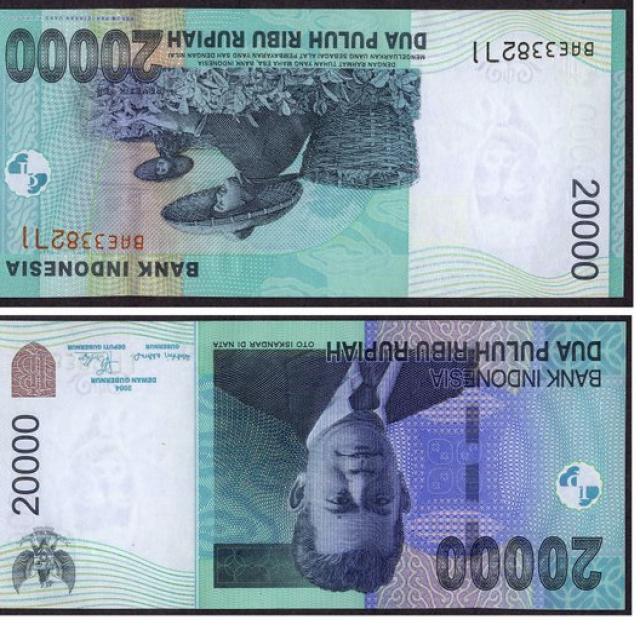 20000
20000
BANK INDONESIA
DUA PULUH RIBU RUPIAH
OTO ISKANDAR DI NATA
2004
DEWAN GUBERNUR
GUBERNUR
DEPUTI GUBERNUR
BANK INDONESIA
BAE338271
20000
BAE338271
DENGAN RAHMAT TUHAN YANG MAHA ESA, BANK INDONESIA
MENGELUARKAN UANG SEBAGAI ALAT PEMBAYARAN YANG SAH DENGAN NILAI
DUA PULUH RIBU RUPIAH
20000